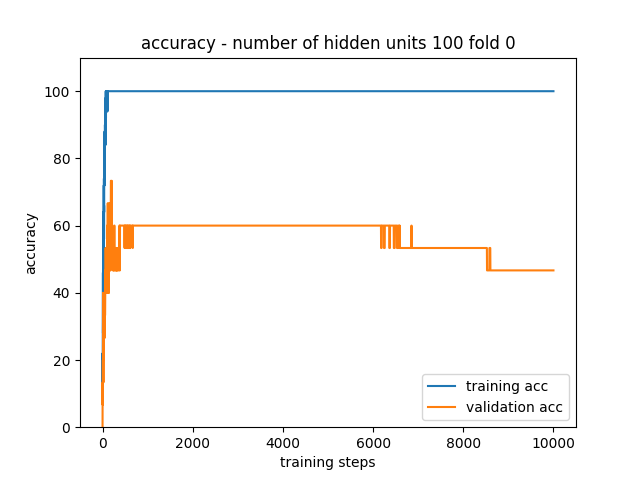 accuracy - number of hidden units 100 fold 0
100
80
60
40
20
0
accuracy
0
2000
4000
6000
8000
10000
training steps
training acc
validation acc